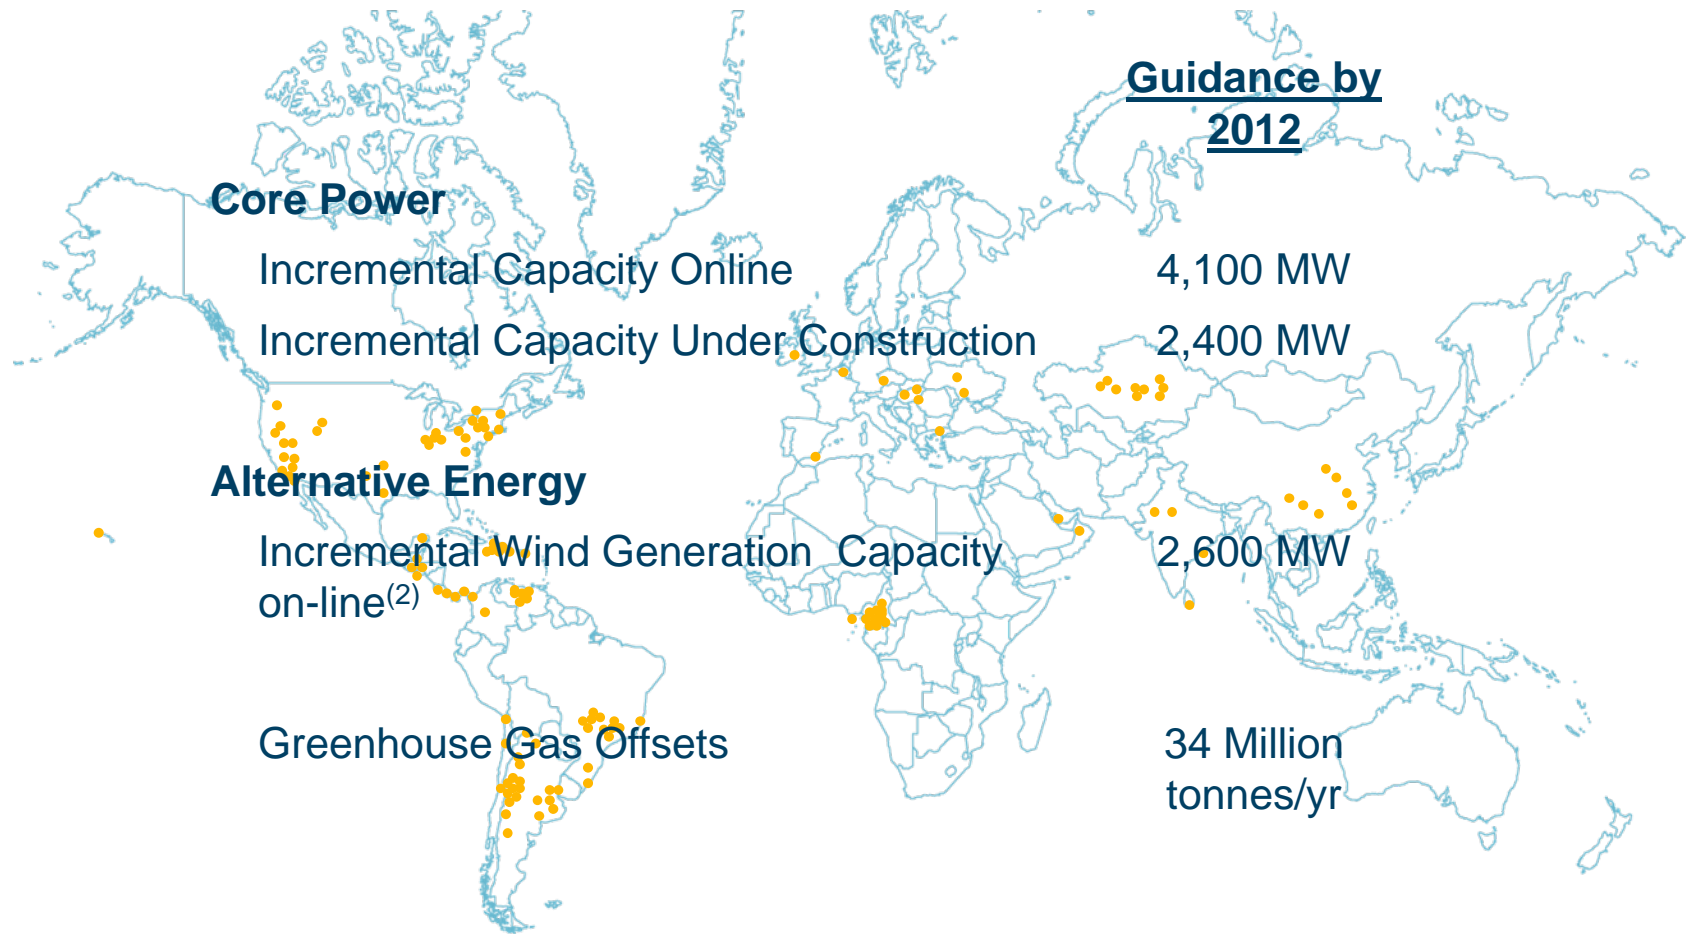 Guidance by
2012
Core Power
Incremental Capacity Online 4,100 MW
Incremental Capacity Under Construction 2,400 MW
Alternative Energy
Incremental Wind Generation Capacity 2,600 MW
on-line(2)
Greenhouse Gas Offsets 34 Million
tonnes/yr